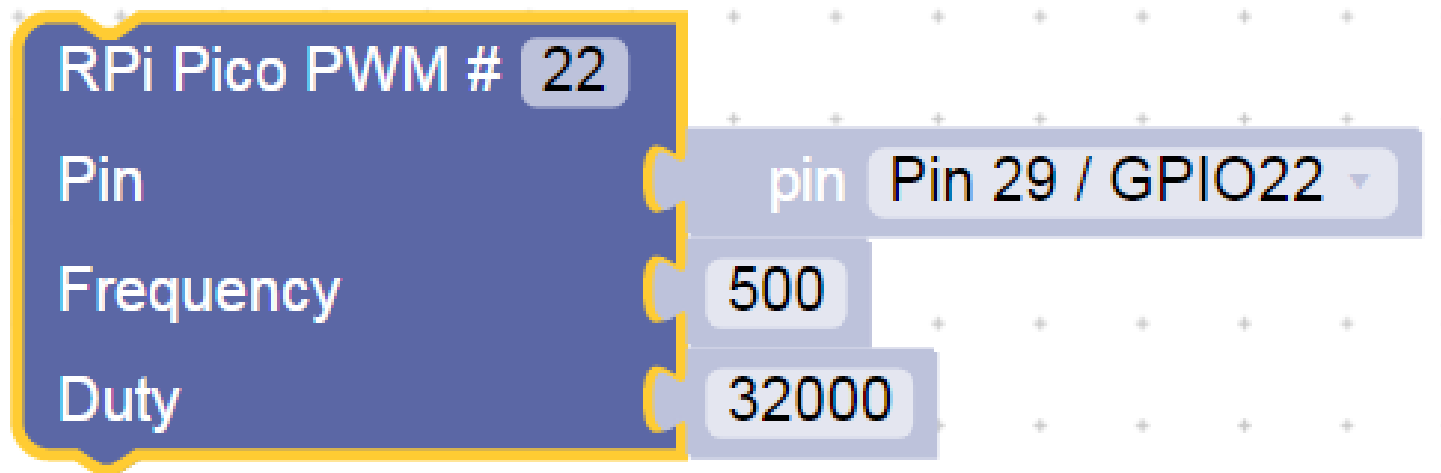 RPi Pico PWM # 22
Pin pin Pin 29 / GPIO22
Frequency 500
Duty 32000